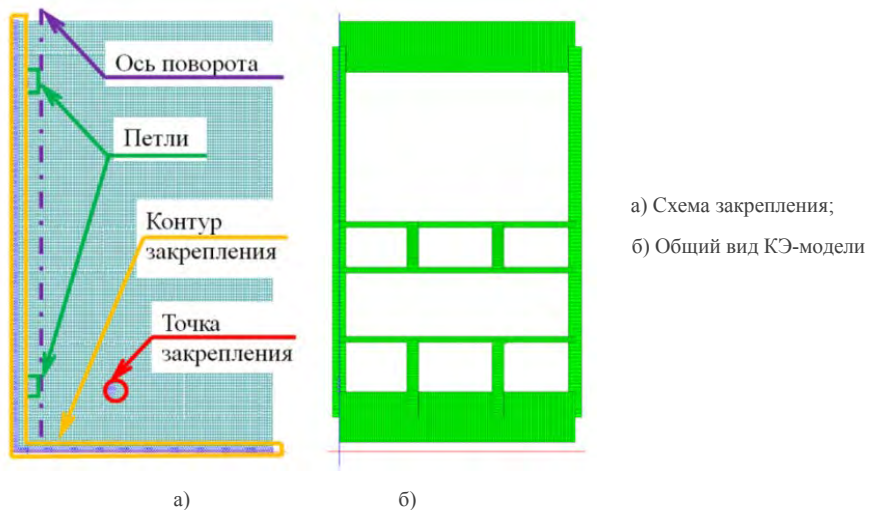 Ось поворота
Петли
Контур
закрепления
Точка
закрепления
а) Схема закрепления;
б) Общий вид КЭ-модели
а)
б)